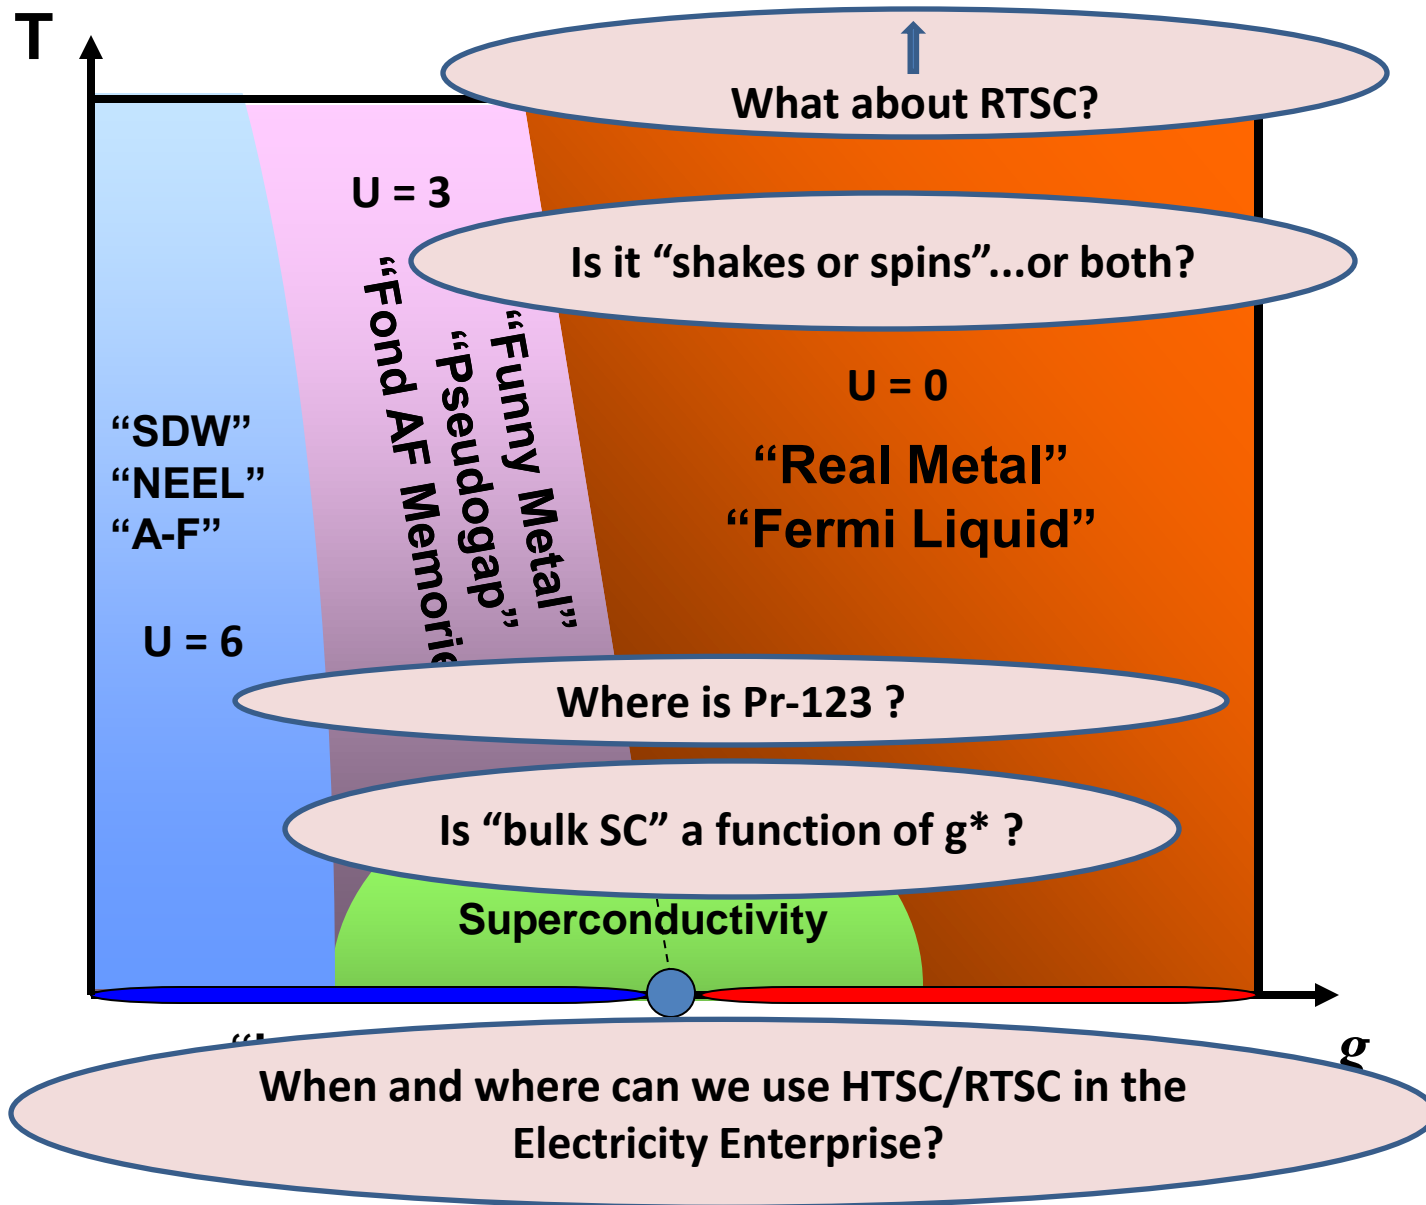 T
What about RTSC?
U = 3
Is it “shakes or spins”...or both?
“Fond AF Memorie
“Pseudogap”
“Funny Metal”
U = 0
“Real Metal”
“Fermi Liquid”
“SDW”
“NEEL”
“A-F”
U = 6
Where is Pr-123 ?
Is “bulk SC” a function of g* ?
Superconductivity
g
When and where can we use HTSC/RTSC in the
Electricity Enterprise?